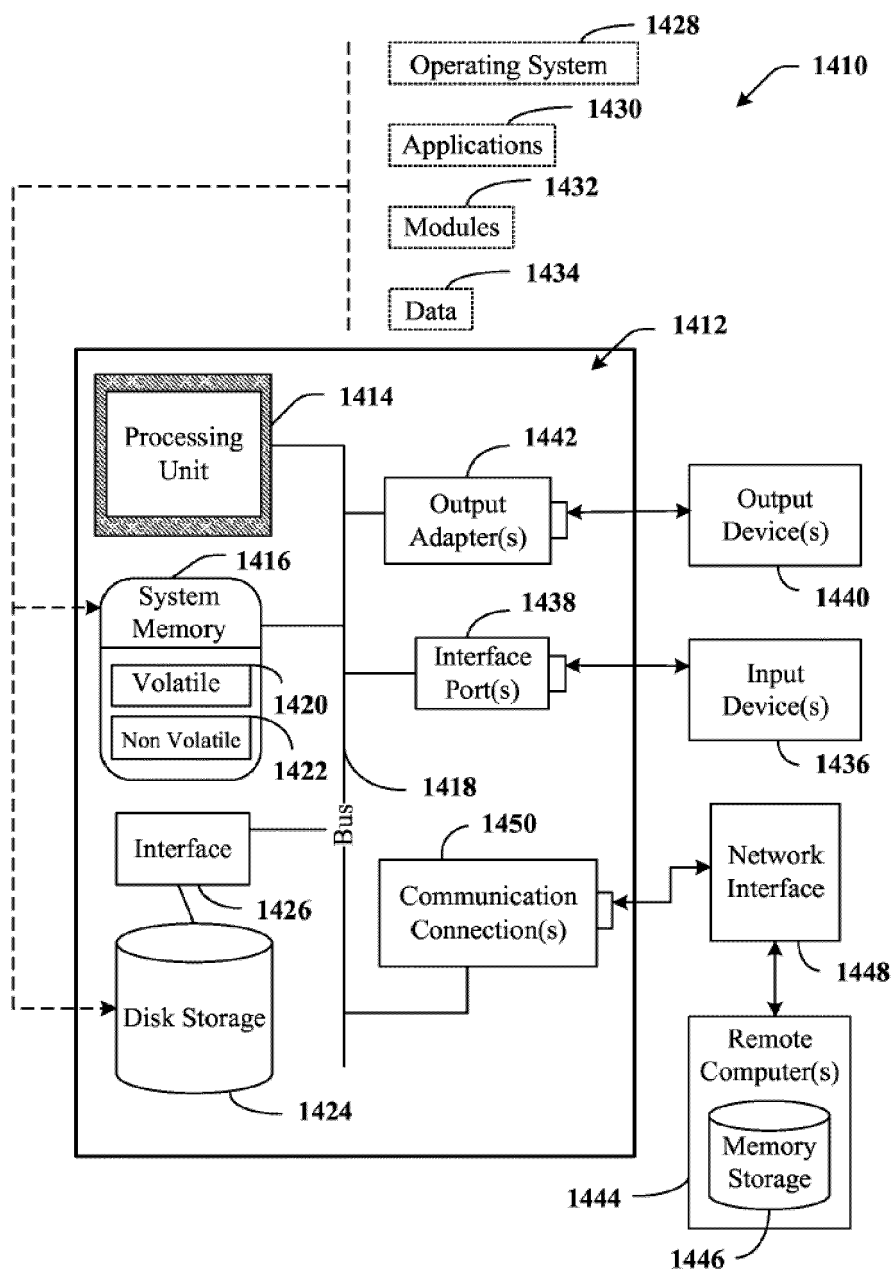 1428
Operating System
1410
1430
Applications
1432
Modules
1434
Data
1412
1414
Processing
Unit
1442
Output
Adapter(s)
Output
Device(s)
1440
1416
System
Memory
Volatile
1420
Non Volatile
1422
1438
Interface
Port(s)
Input
Device(s)
1436
1418
Bus
Interface
1426
1450
Communication
Connection(s)
Network
Interface
1448
Disk Storage
1424
Remote
Computer(s)
Memory
Storage
1444
1446